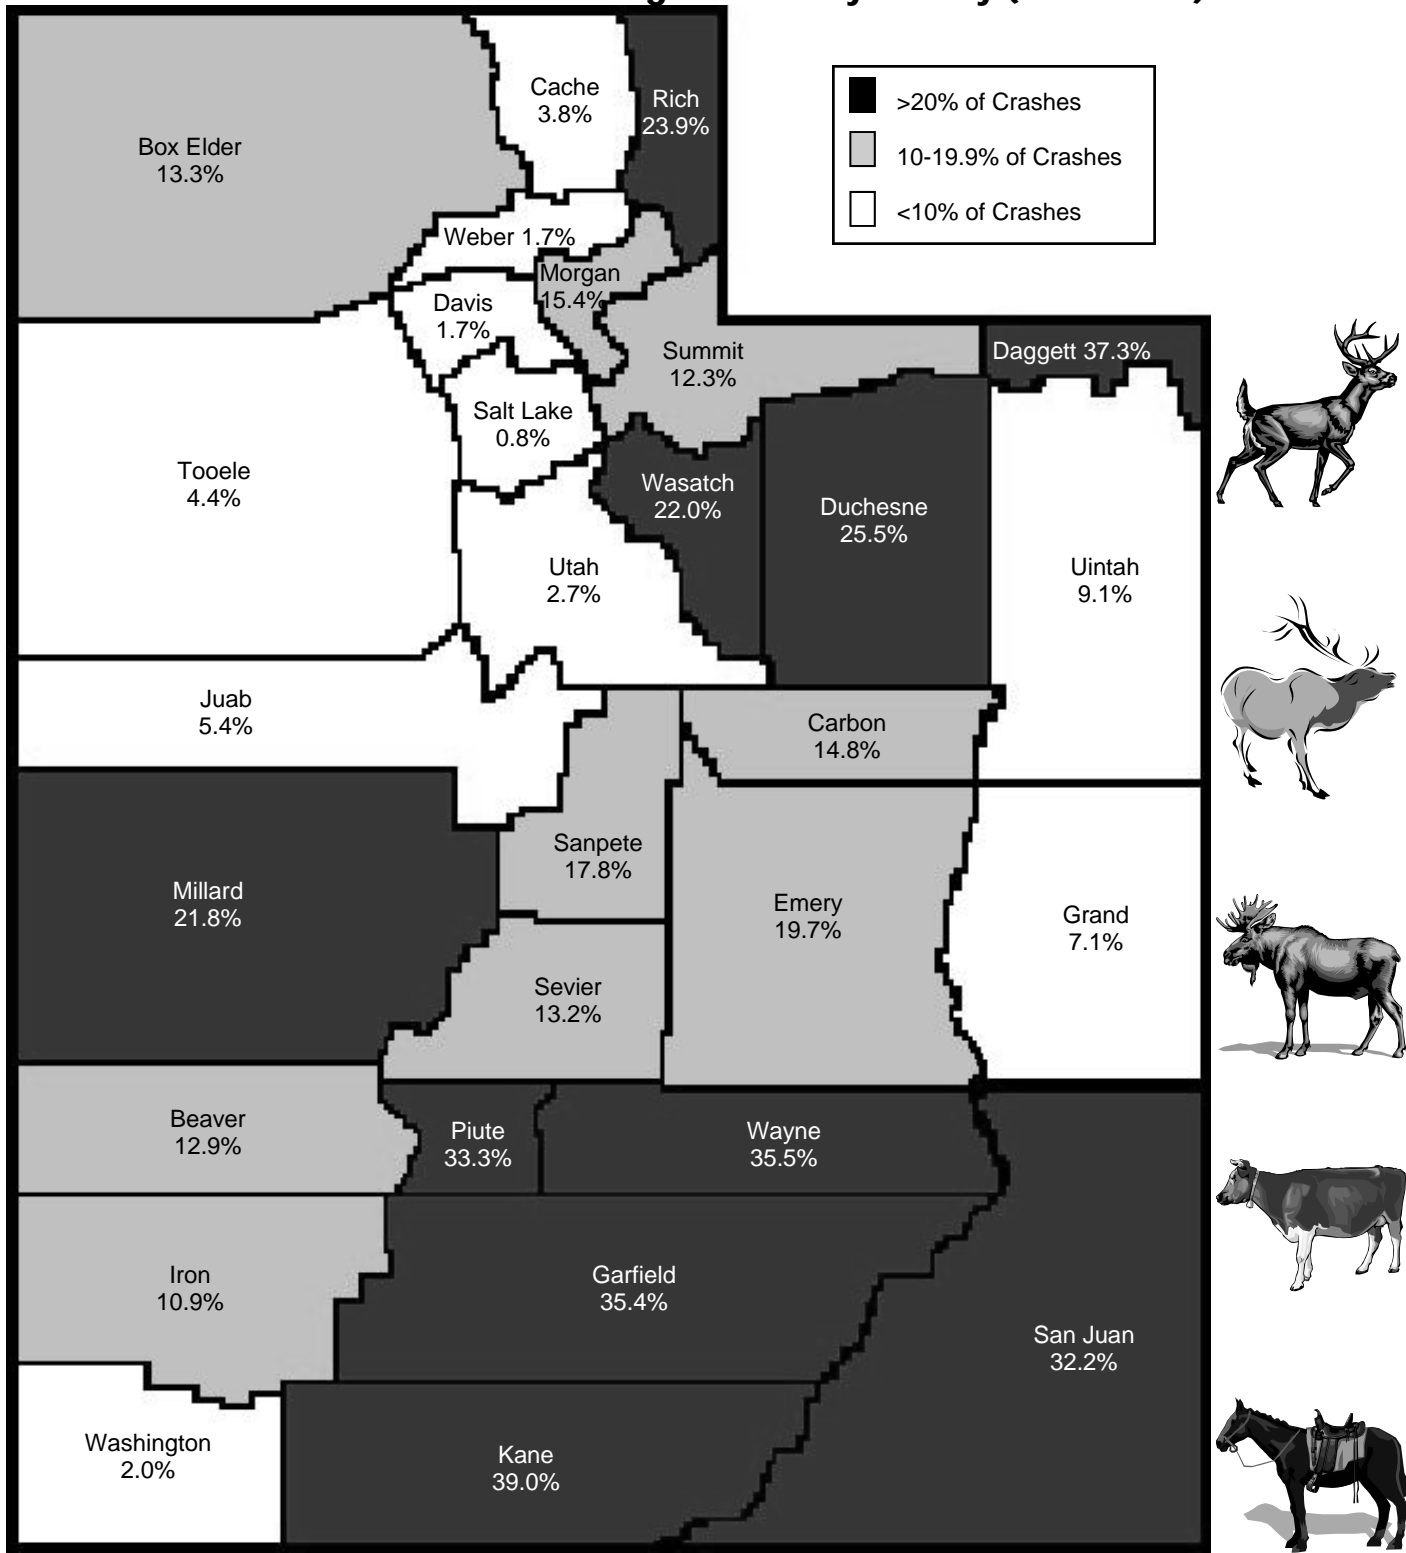 Cache
3.8%
Rich
23.9%
>20% of Crashes
10-19.9% of Crashes
<10% of Crashes
Box Elder
13.3%
Weber 1.7%
Morgan
15.4%
Davis
1.7%
Summit
12.3%
Daggett 37.3%
Salt Lake
0.8%
Tooele
4.4%
Wasatch
22.0%
Duchesne
25.5%
Utah
2.7%
Uintah
9.1%
Juab
5.4%
Carbon
14.8%
Sanpete
17.8%
Millard
21.8%
Emery
19.7%
Grand
7.1%
Sevier
13.2%
Beaver
12.9%
Piute
33.3%
Wayne
35.5%
Iron
10.9%
Garfield
35.4%
San Juan
32.2%
Washington
2.0%
Kane
39.0%